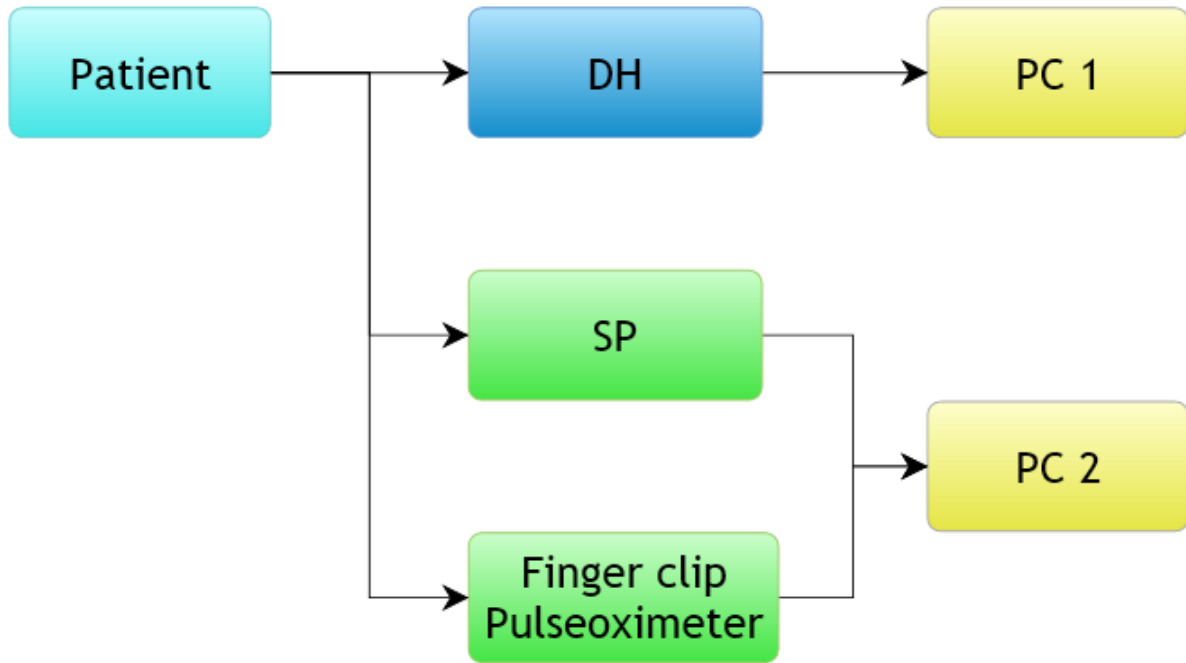 Patient
DH
PC 1
SP
PC 2
Finger clip
Pulseoximeter